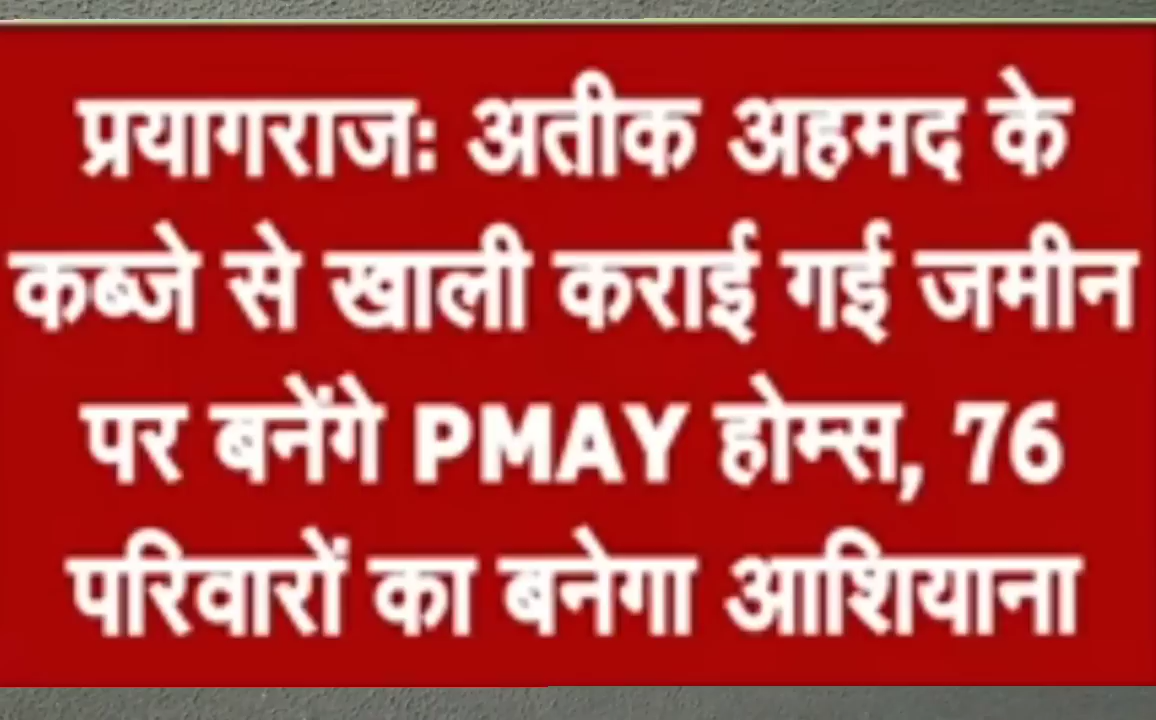 प्रयागराजः अतीक अहमद के
कब्जे से खाली कराई गई जमीन
पर बनेंगे PMAY होम्स, 76
परिवारों का बनेगा आशियाना